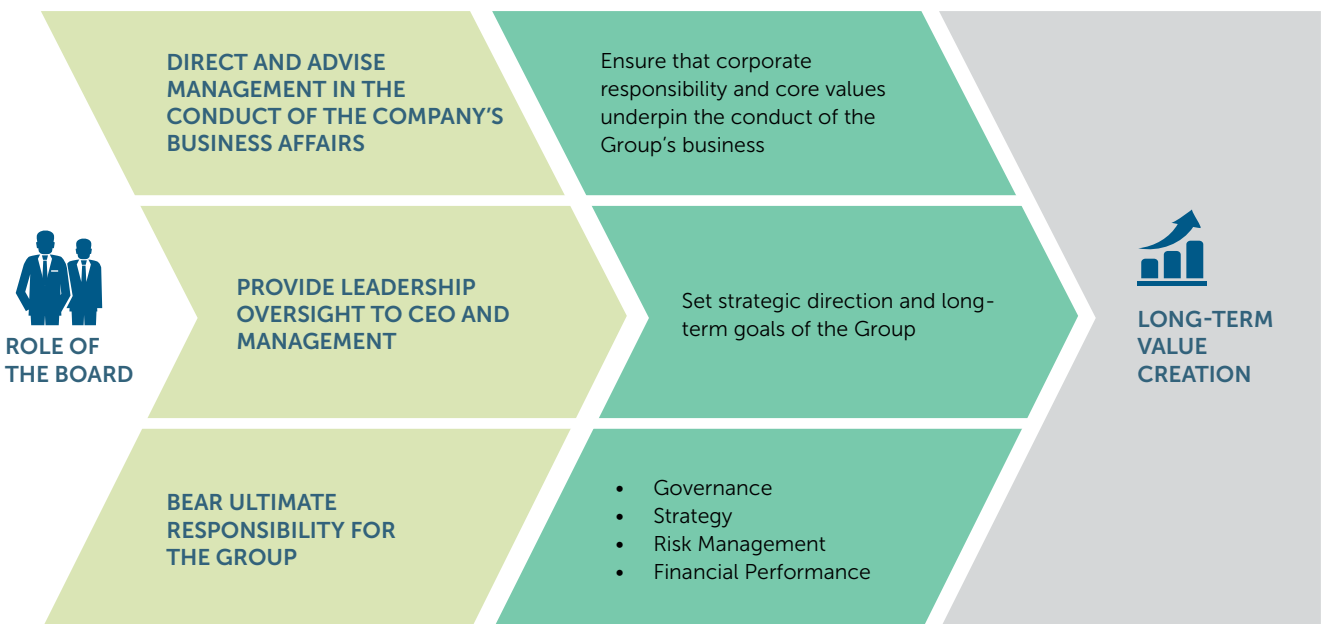 ROLE OF
THE BOARD
DIRECT AND ADVISE
MANAGEMENT IN THE
CONDUCT OF THE COMPANY’S
BUSINESS AFFAIRS
Ensure that corporate
responsibility and core values
underpin the conduct of the
Group’s business
PROVIDE LEADERSHIP
OVERSIGHT TO CEO AND
MANAGEMENT
Set strategic direction and long-
term goals of the Group
BEAR ULTIMATE
RESPONSIBILITY FOR
THE GROUP
• Governance
• Strategy
• Risk Management
• Financial Performance
LONG-TERM
VALUE
CREATION